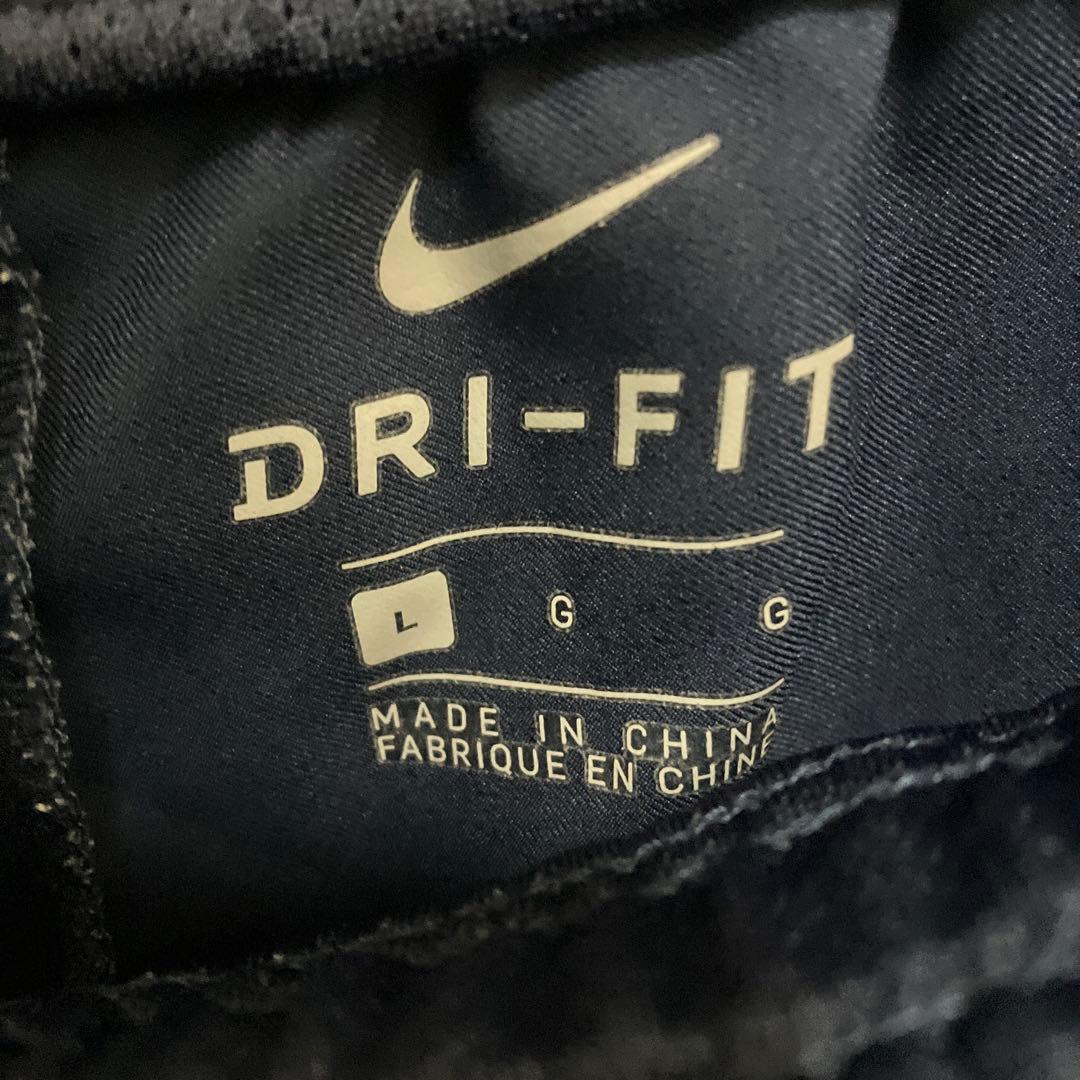 DRI-FIT
L G G
MADE IN CHINA
FABRIQUE EN CHINE